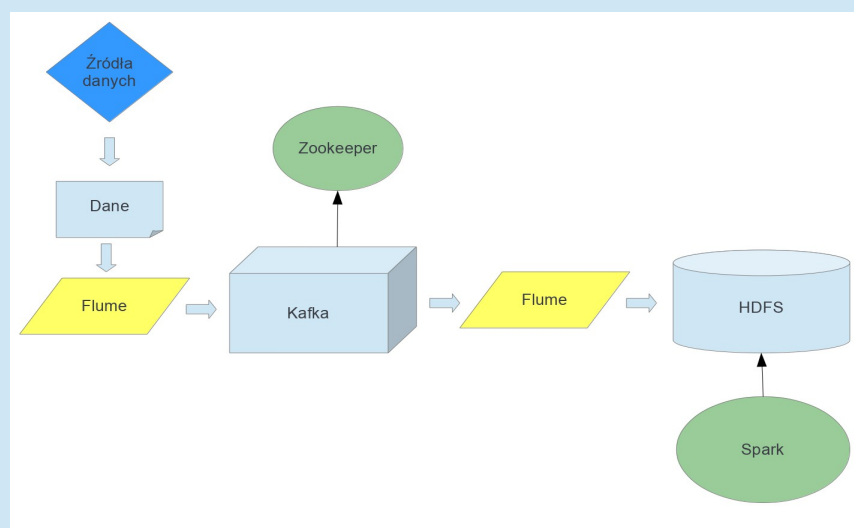 Źródła
danych
Zookeeper
Dane
Flume
Kafka
Flume
HDFS
Spark